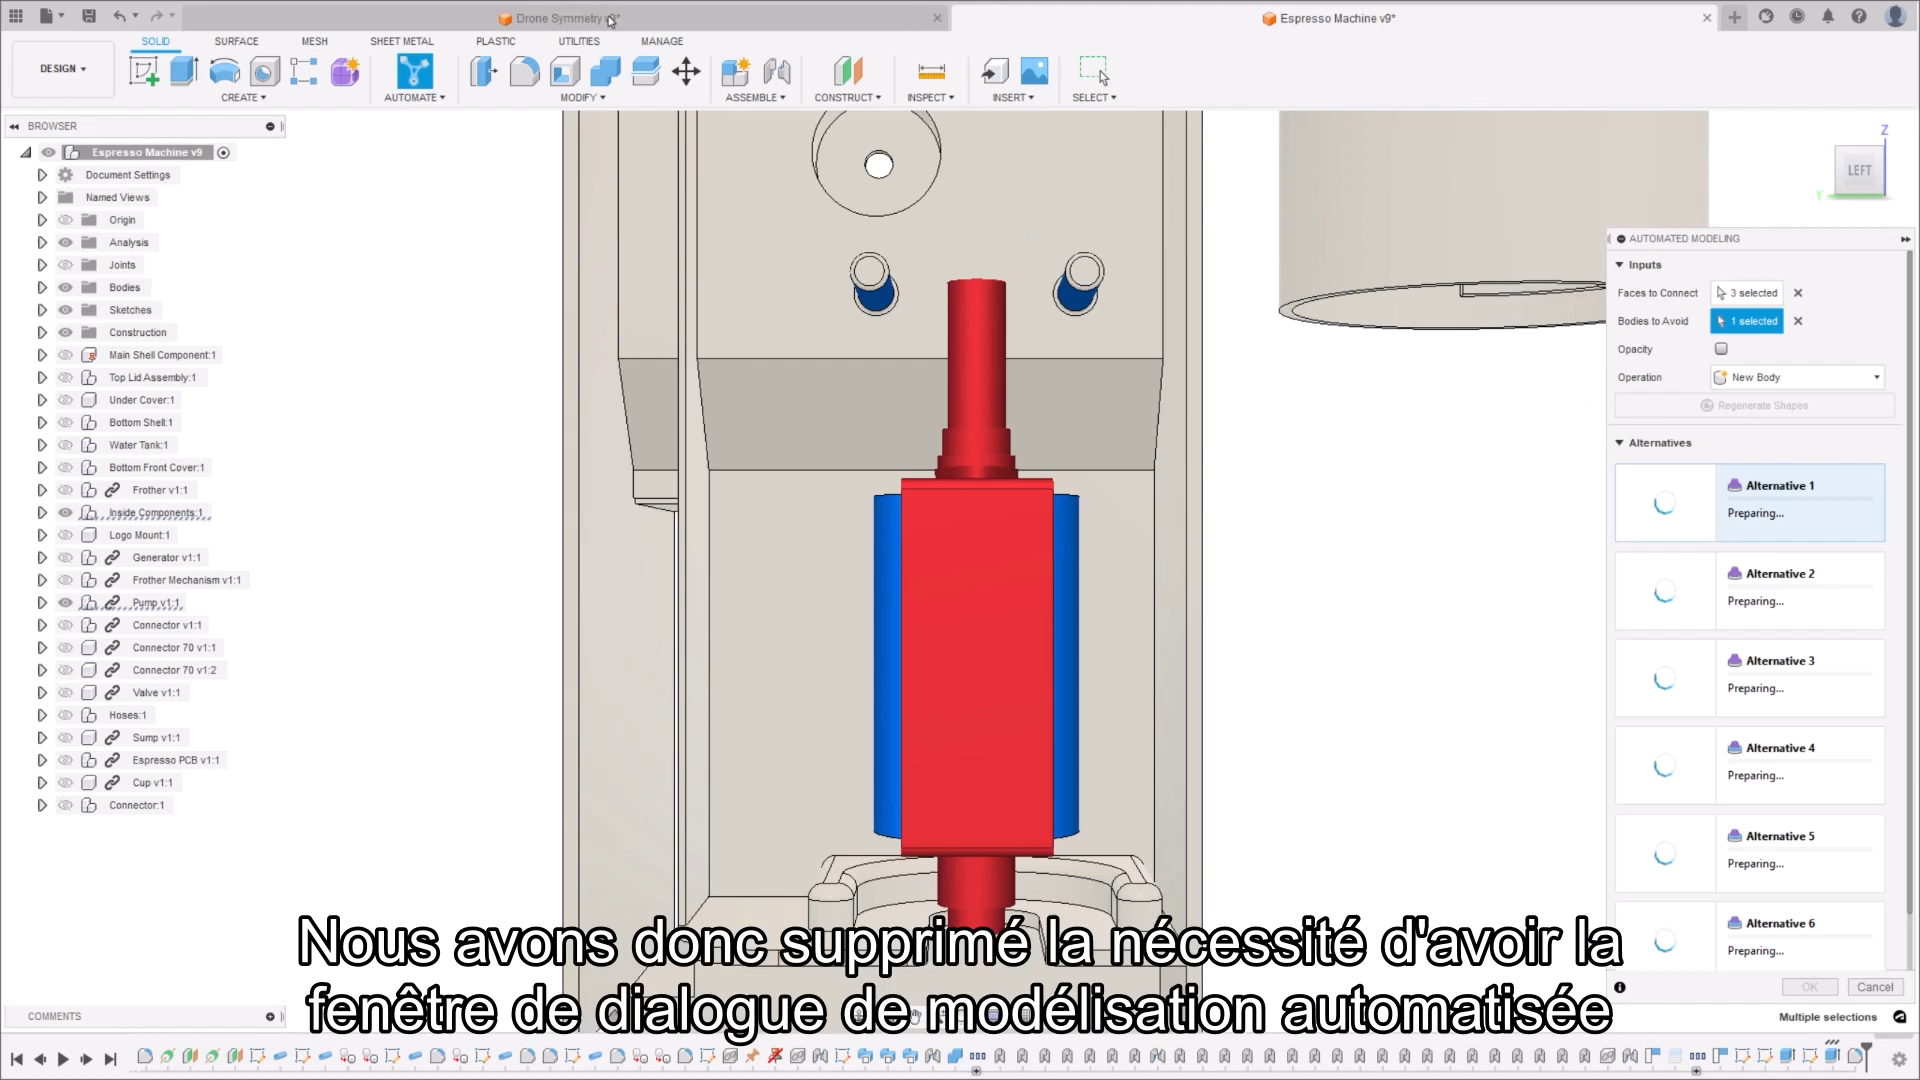 Drone Symmetry v9*
Espresso Machine v9*
DESIGN
SOLID
SURFACE
MESH
SHEET METAL
PLASTIC
UTILITIES
MANAGE
CREATE
AUTOMATE
MODIFY
ASSEMBLE
CONSTRUCT
INSPECT
INSERT
SELECT
BROWSER
Espresso Machine v9
Document Settings
Named Views
Origin
Analysis
Joints
Bodies
Sketches
Construction
Main Shell Component:1
Top Lid Assembly:1
Under Cover:1
Bottom Shell:1
Water Tank:1
Bottom Front Cover:1
Frother v1:1
Inside Components:1
Logo Mount:1
Generator v1:1
Frother Mechanism v1:1
Pump v1:1
Connector v1:1
Connector 70 v1:1
Connector 70 v1:2
Valve v1:1
Hoses:1
Sump v1:1
Espresso PCB v1:1
Cup v1:1
Connector:1
COMMENTS
Z
LEFT
Y
AUTOMATED MODELING
Inputs
Faces to Connect
3 selected
Bodies to Avoid
1 selected
Opacity
Operation
New Body
Regenerate Shapes
Alternatives
Alternative 1
Preparing...
Alternative 2
Preparing...
Alternative 3
Preparing...
Alternative 4
Preparing...
Alternative 5
Preparing...
Alternative 6
Preparing...
OK
Cancel
Multiple selections
Nous avons donc supprimé la nécessité d'avoir la
fenêtre de dialogue de modélisation automatisée